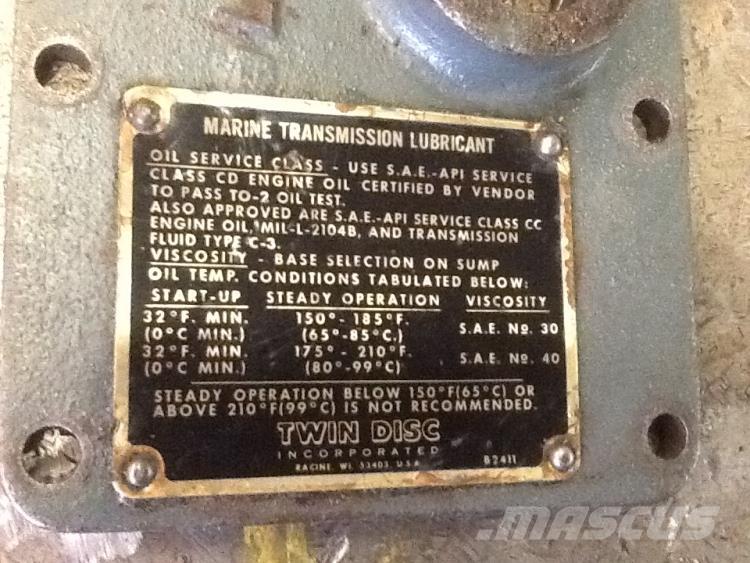 MARINE TRANSMISSION LUBRICANT
OIL SERVICE CLASS - USE S.A.E.-API SERVICE
CLASS CD ENGINE OIL CERTIFIED BY VENDOR
TO PASS TO-2 OIL TEST.
ALSO APPROVED ARE S.A.E.-API SERVICE CLASS CC
ENGINE OIL, MIL-L-2104B, AND TRANSMISSION
FLUID TYPE C-3.
VISCOSITY - BASE SELECTION ON SUMP
OIL TEMP. CONDITIONS TABULATED BELOW:
START-UP STEADY OPERATION VISCOSITY
32°F. MIN. 150° - 185°F.
(0°C MIN.) (65°-85°C.) S.A.E. No. 30
32°F. MIN. 175° - 210°F.
(0°C MIN.) (80°-99°C) S.A.E. No. 40
STEADY OPERATION BELOW 150°F(65°C) OR
ABOVE 210°F(99°C) IS NOT RECOMMENDED.
TWIN DISC
INCORPORATED
RACINE, WI. 53403 U.S.A. B2411
mascus